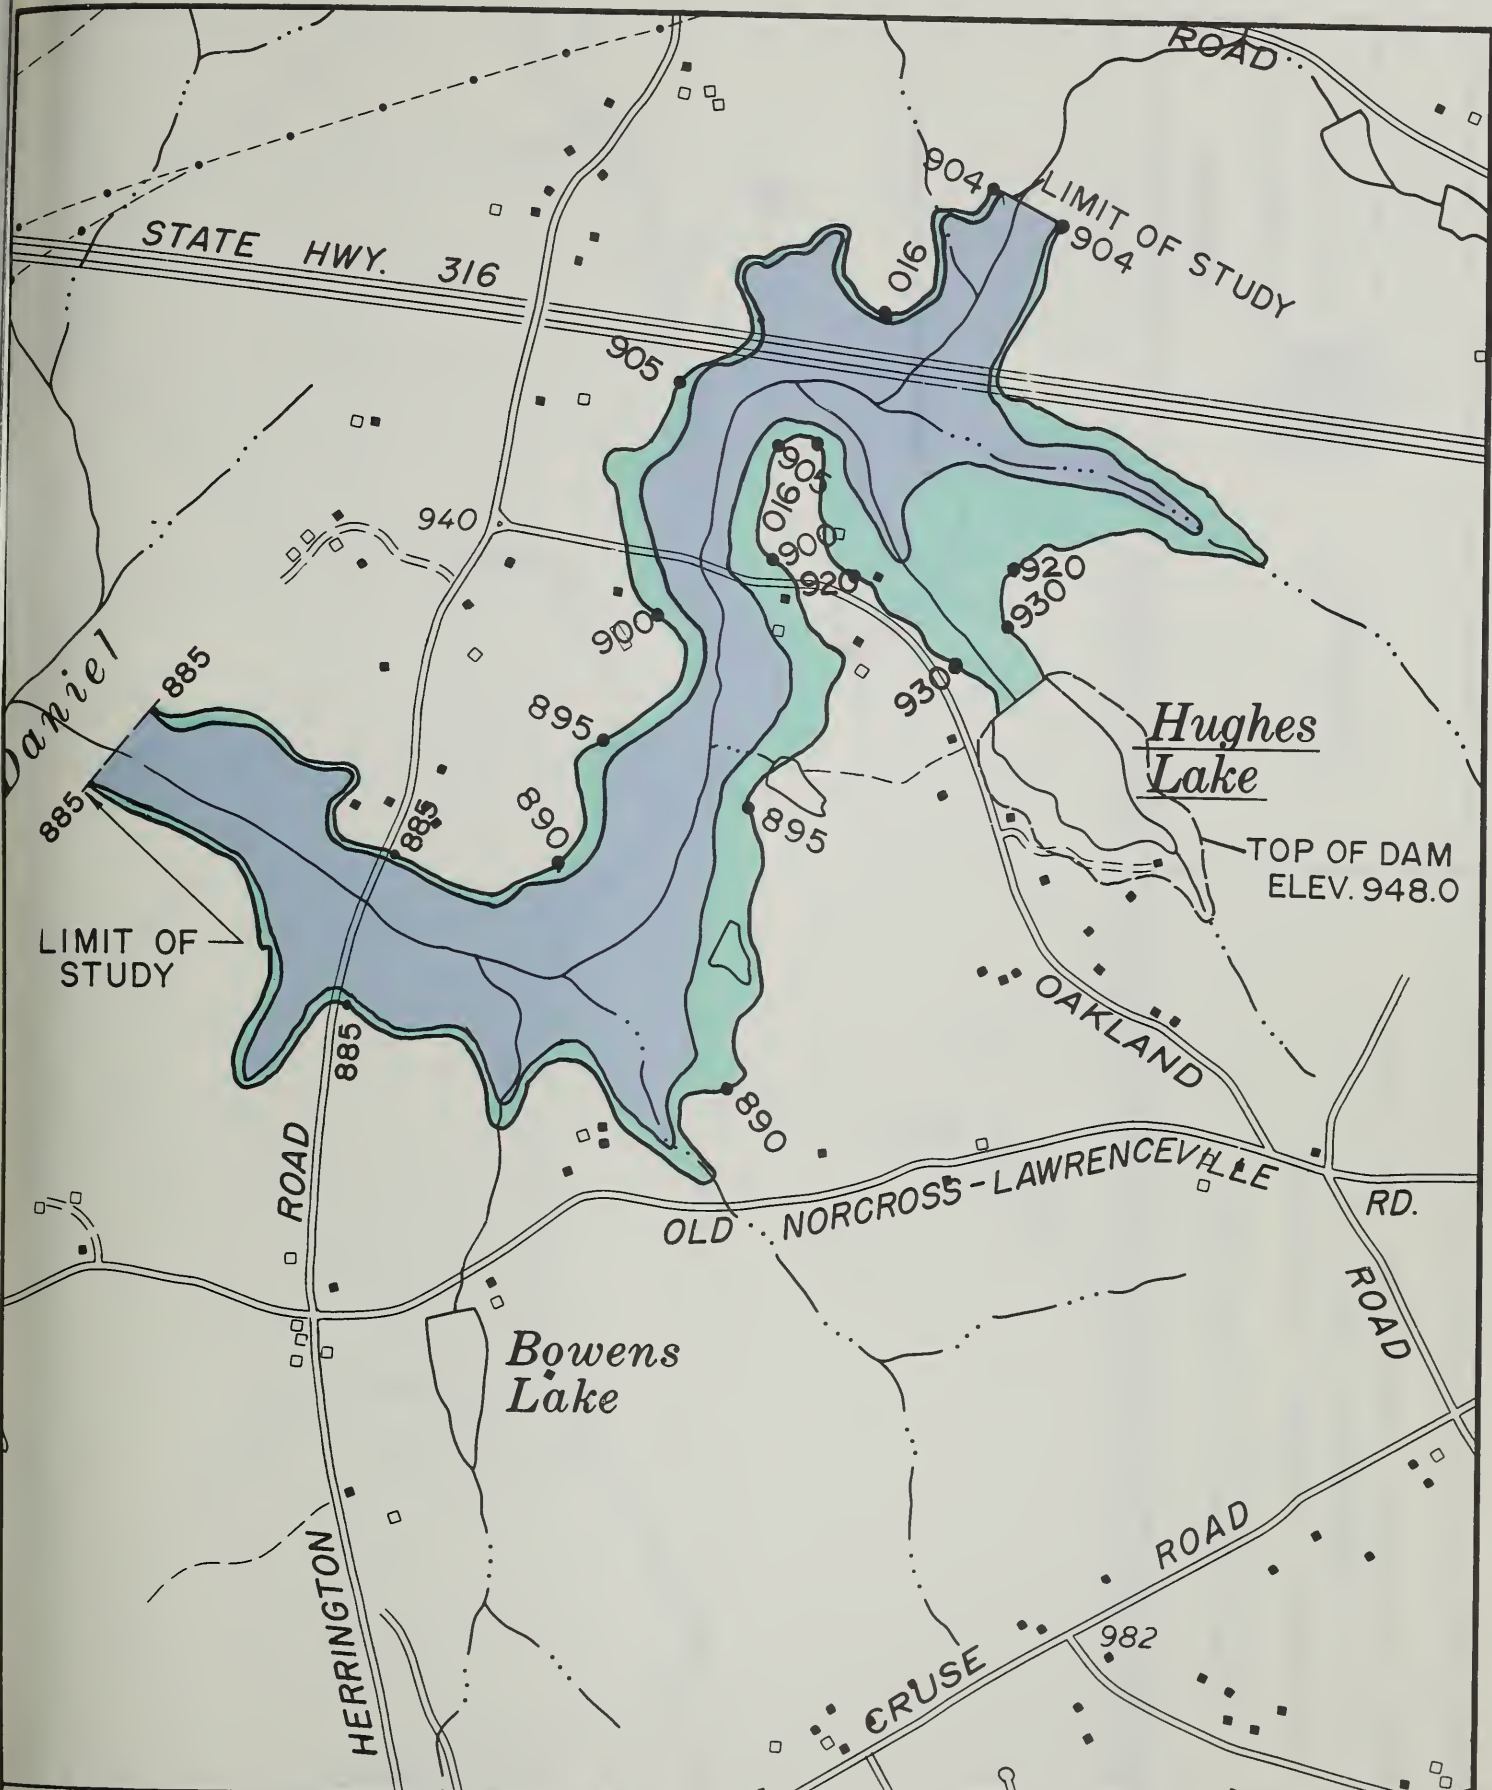 ROAD
904
LIMIT OF STUDY
904
STATE HWY. 316
016
905
905
016
940
900
920
920
930
900
930
Daniel
885
895
Hughes
Lake
885
890
885
895
TOP OF DAM
ELEV. 948.0
LIMIT OF
STUDY
OAKLAND
885
890
ROAD
OLD NORCROSS-LAWRENCEVILLE RD.
ROAD
Bowens
Lake
ROAD
HERRINGTON
982
CRUSE